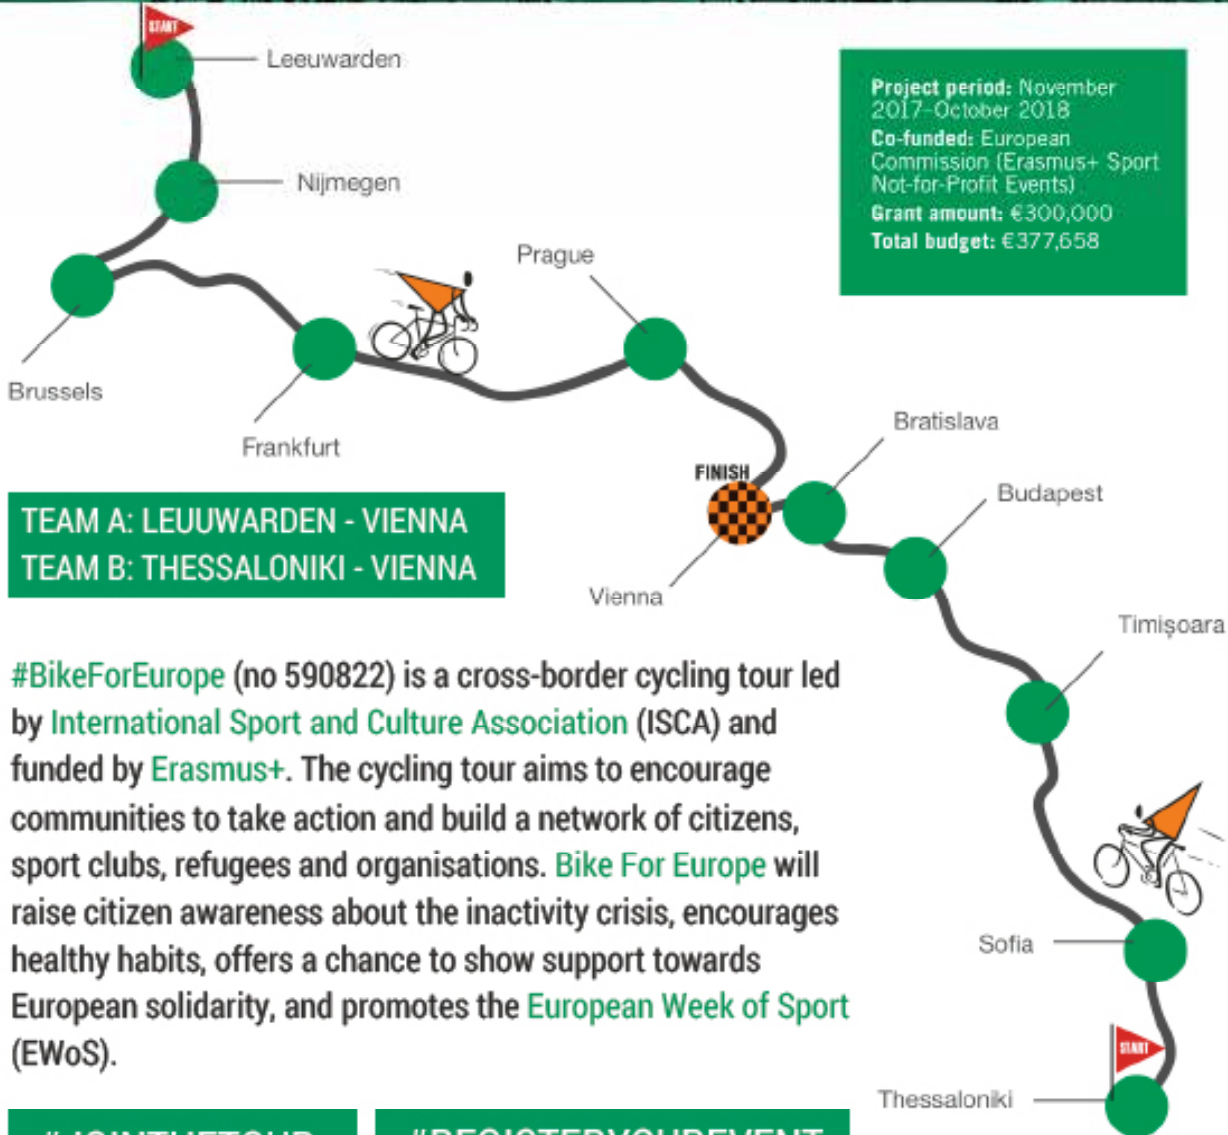 START
Leeuwarden
Nijmegen
Project period: November
2017-October 2018
Co-funded: European
Commission (Erasmus+ Sport
Not-for-Profit Events)
Grant amount: €300,000
Total budget: €377,658
Prague
Brussels
Frankfurt
Bratislava
FINISH
Budapest
TEAM A: LEUUWARDEN - VIENNA
TEAM B: THESSALONIKI - VIENNA
Vienna
Timișoara
#BikeForEurope (no 590822) is a cross-border cycling tour led
by International Sport and Culture Association (ISCA) and
funded by Erasmus+. The cycling tour aims to encourage
communities to take action and build a network of citizens,
sport clubs, refugees and organisations. Bike For Europe will
raise citizen awareness about the inactivity crisis, encourages
healthy habits, offers a chance to show support towards
European solidarity, and promotes the European Week of Sport
(EWoS).
Sofia
START
Thessaloniki
#JOINTHETOUR
#REGISTERYOUREVENT